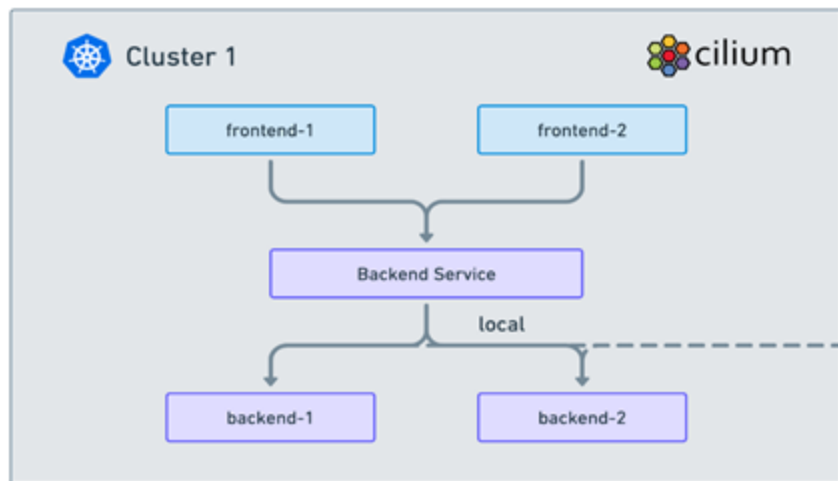 Cluster 1
cilium
frontend-1
frontend-2
Backend Service
local
backend-1
backend-2